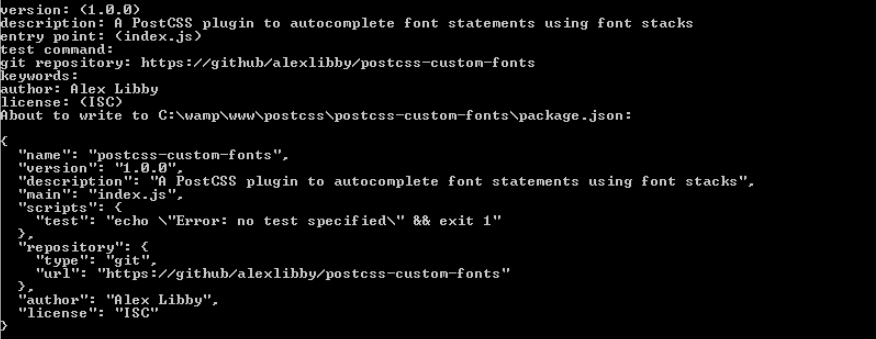 version: (1.0.0)
description: A PostCSS plugin to autocomplete font statements using font stacks
entry point: (index.js)
test command:
git repository: https://github/alexlibby/postcss-custom-fonts
keywords:
author: Alex Libby
license: (ISC)
About to write to C:\wamp\www\postcss\postcss-custom-fonts\package.json:

{
  "name": "postcss-custom-fonts",
  "version": "1.0.0",
  "description": "A PostCSS plugin to autocomplete font statements using font stacks",
  "main": "index.js",
  "scripts": {
    "test": "echo \"Error: no test specified\" && exit 1"
  },
  "repository": {
    "type": "git",
    "url": "https://github/alexlibby/postcss-custom-fonts"
  },
  "author": "Alex Libby",
  "license": "ISC"
}